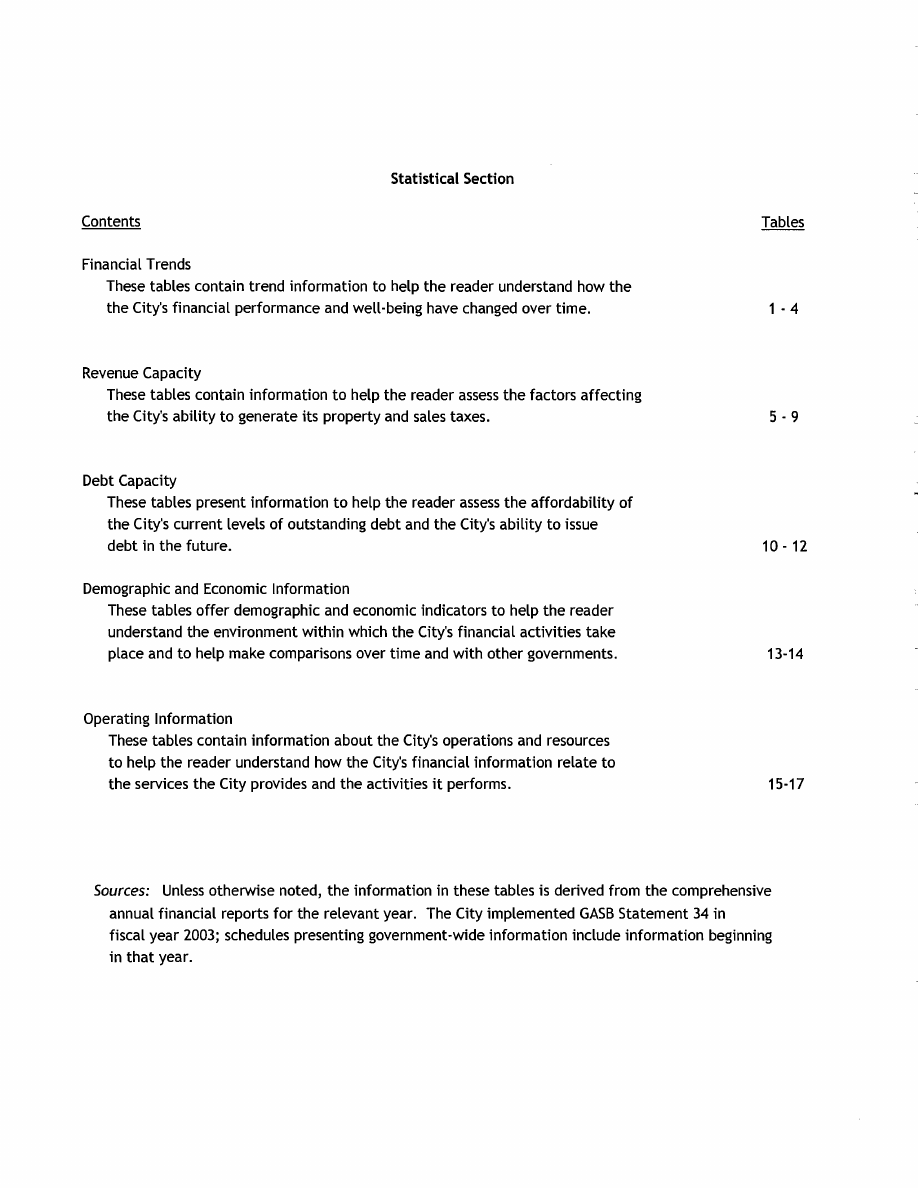 Statistical Section
Contents Tables
Financial Trends
These tables contain trend information to help the reader understand how the
the City's financial performance and well-being have changed over time. 1 - 4
Revenue Capacity
These tables contain information to help the reader assess the factors affecting
the City's ability to generate its property and sales taxes. 5 - 9
Debt Capacity
These tables present information to help the reader assess the affordability of
the City's current levels of outstanding debt and the City's ability to issue
debt in the future. 10 - 12
Demographic and Economic Information
These tables offer demographic and economic indicators to help the reader
understand the environment within which the City's financial activities take
place and to help make comparisons over time and with other governments. 13-14
Operating Information
These tables contain information about the City's operations and resources
to help the reader understand how the City's financial information relate to
the services the City provides and the activities it performs. 15-17
Sources: Unless otherwise noted, the information in these tables is derived from the comprehensive
annual financial reports for the relevant year. The City implemented GASB Statement 34 in
fiscal year 2003; schedules presenting government-wide information include information beginning
in that year.